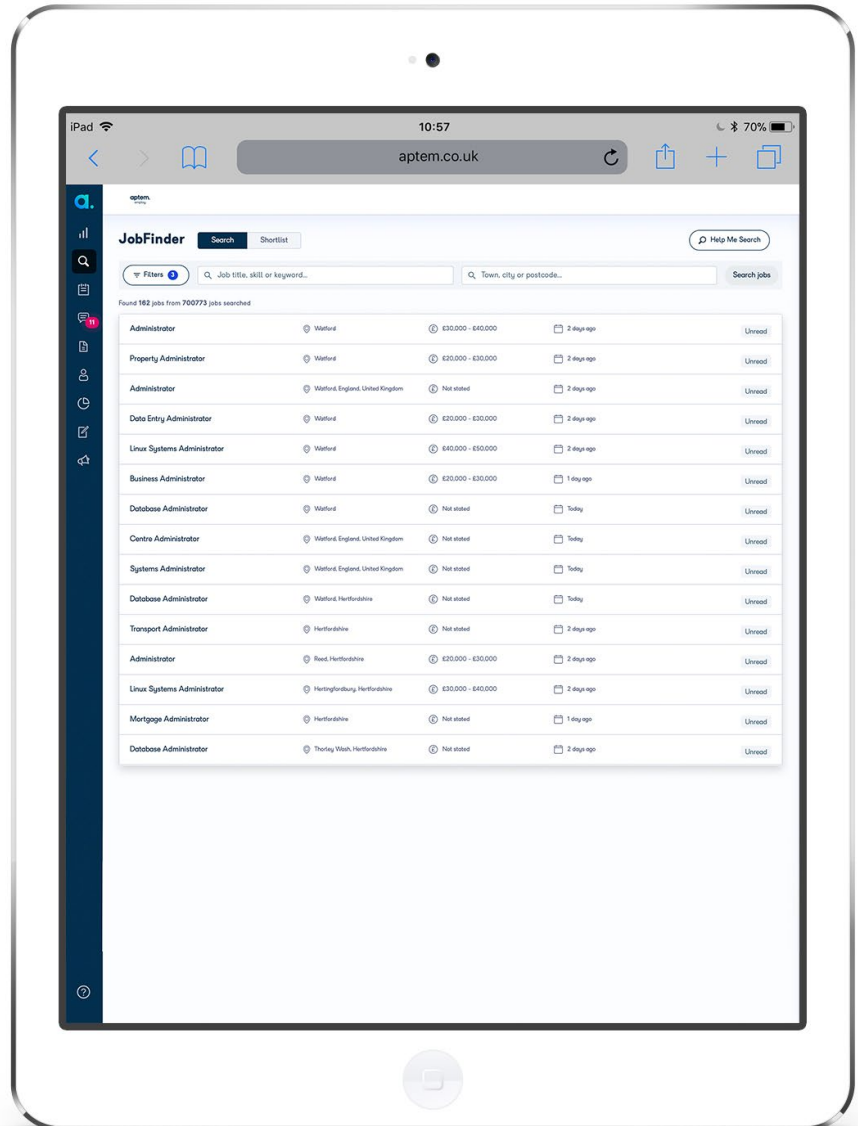 iPad 10:57 70%
aptem.co.uk
a.
aptem.
JobFinder Search Shortlist Help Me Search
Filters 3 Job title, skill or keyword... Town, city or postcode... Search jobs
Found 162 jobs from 700773 jobs searched
11
Administrator Watford £30,000 - £40,000 2 days ago Unread
Property Administrator Watford £20,000 - £30,000 2 days ago Unread
Administrator Watford, England, United Kingdom Not stated 2 days ago Unread
Data Entry Administrator Watford £20,000 - £30,000 2 days ago Unread
Linux Systems Administrator Watford £40,000 - £50,000 2 days ago Unread
Business Administrator Watford £20,000 - £30,000 1 day ago Unread
Database Administrator Watford Not stated Today Unread
Centre Administrator Watford, England, United Kingdom Not stated Today Unread
Systems Administrator Watford, England, United Kingdom Not stated Today Unread
Database Administrator Watford, Hertfordshire Not stated Today Unread
Transport Administrator Hertfordshire Not stated 2 days ago Unread
Administrator Reed, Hertfordshire £20,000 - £30,000 2 days ago Unread
Linux Systems Administrator Hertingfordbury, Hertfordshire £30,000 - £40,000 2 days ago Unread
Mortgage Administrator Hertfordshire Not stated 1 day ago Unread
Database Administrator Thorley Wash, Hertfordshire Not stated 2 days ago Unread